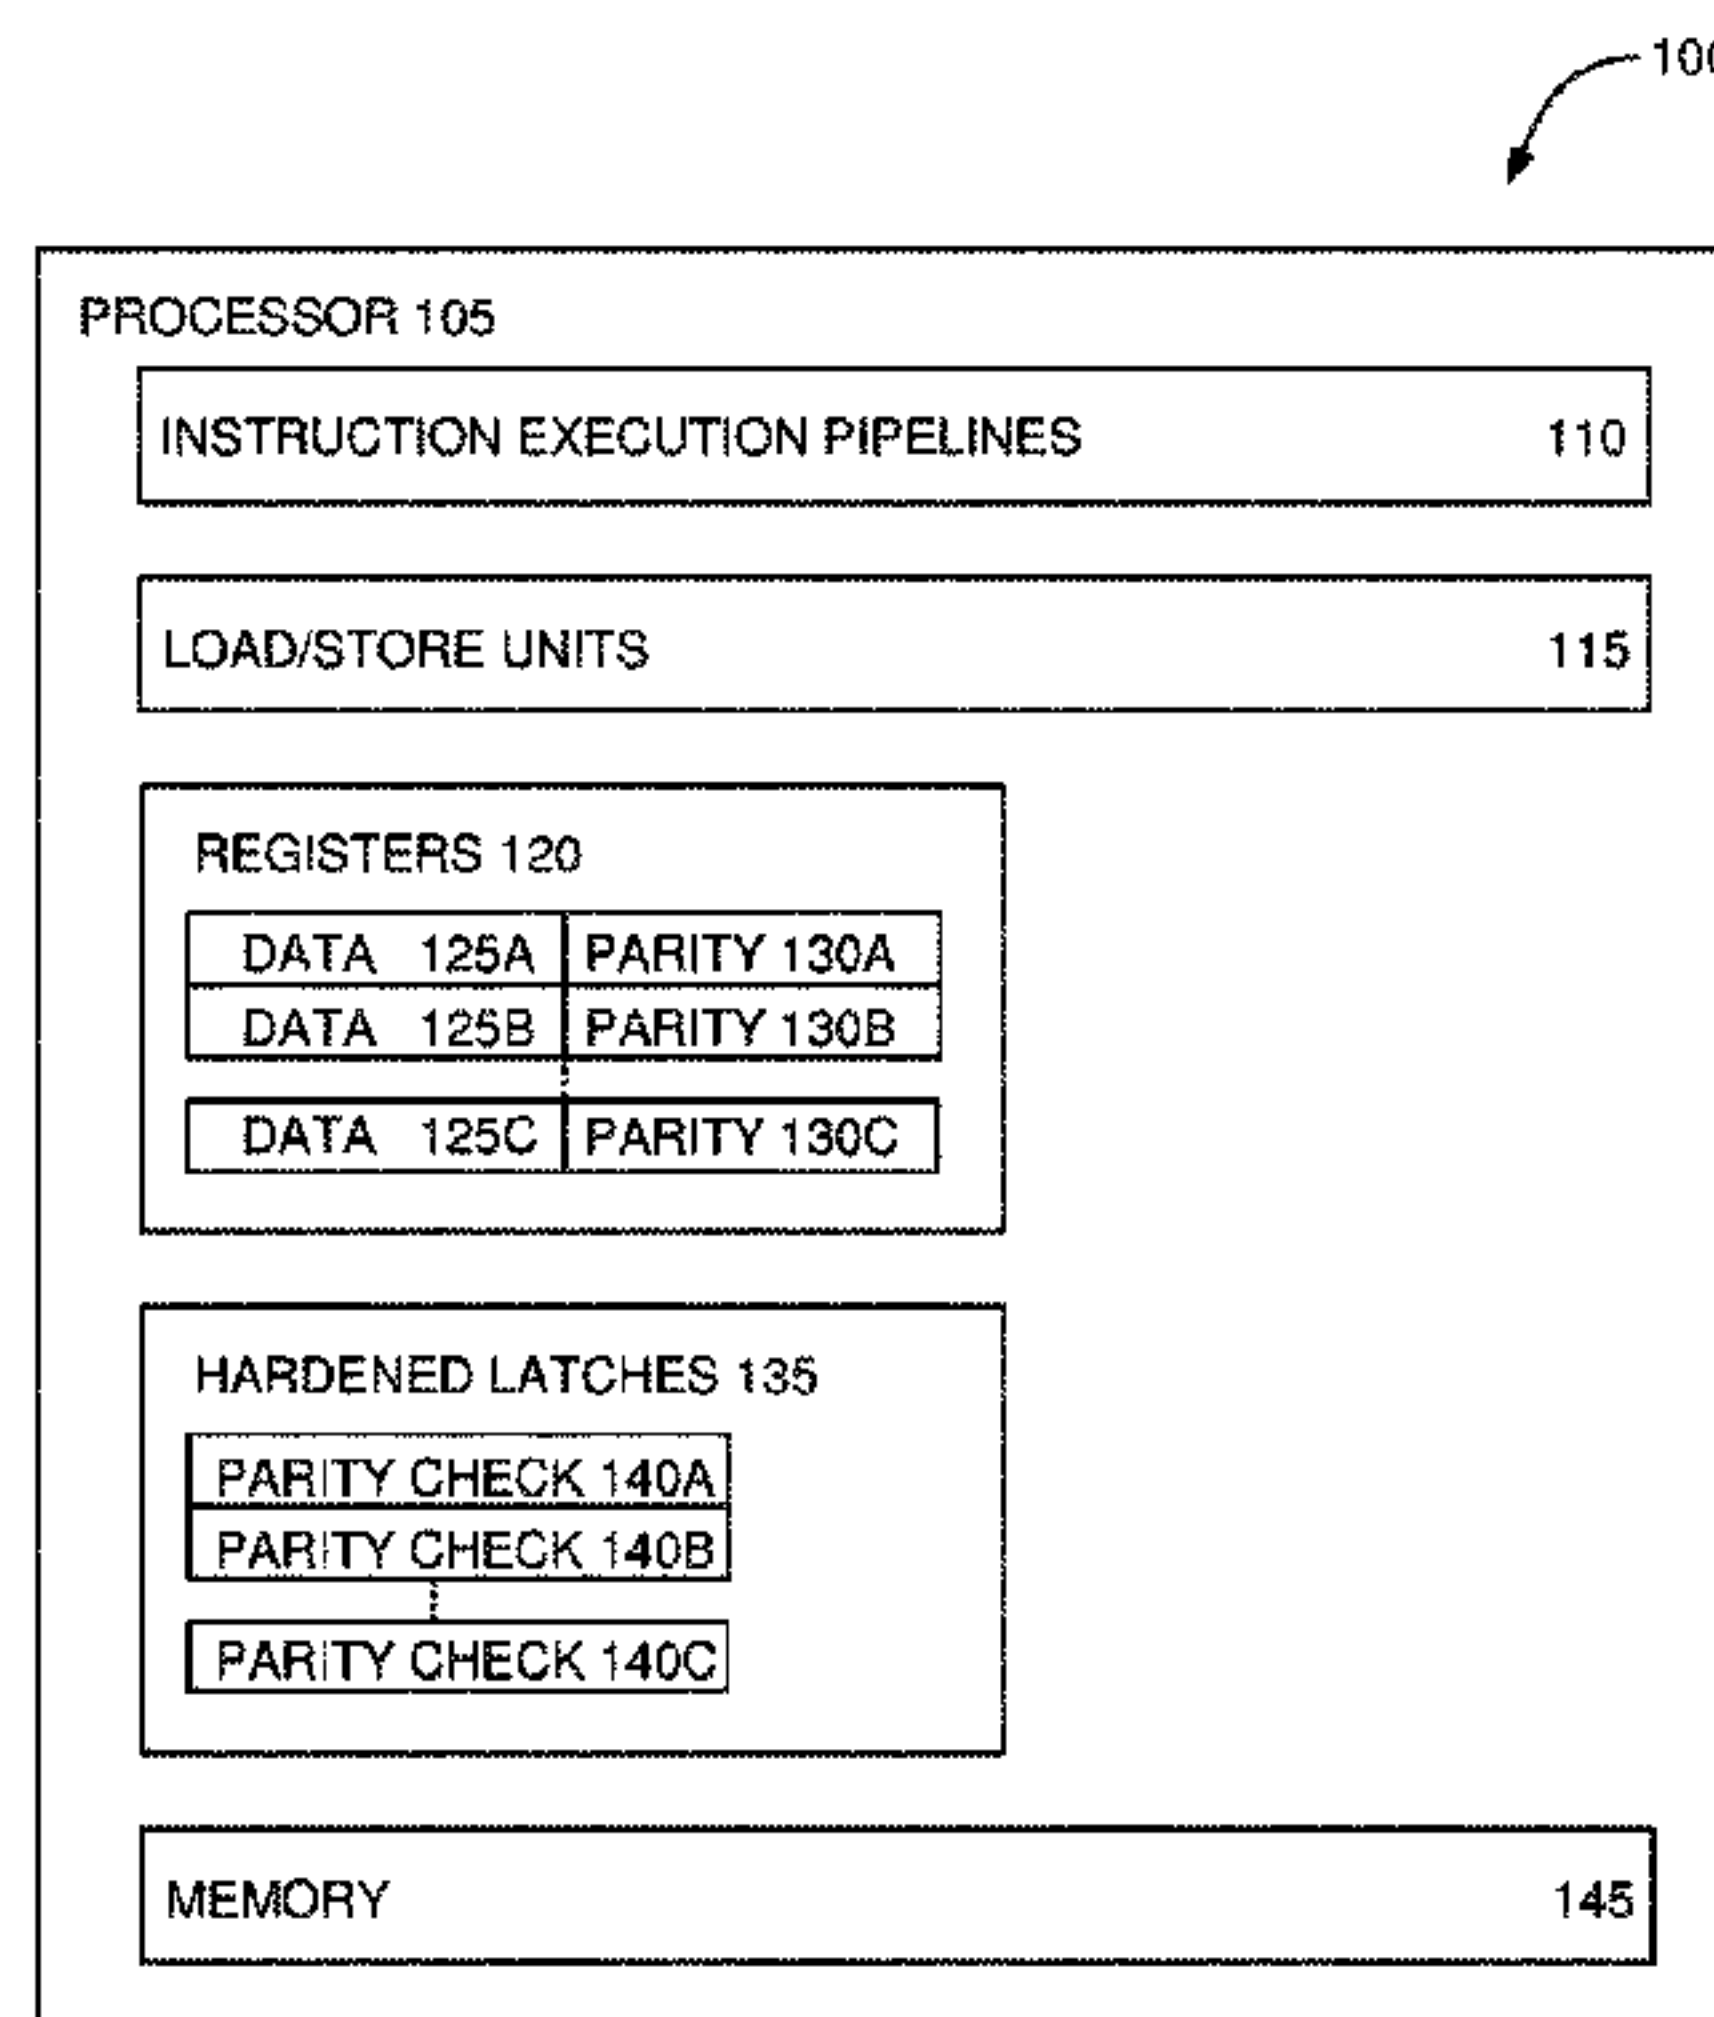 PROCESSOR 105
INSTRUCTION EXECUTION PIPELINES 110
LOAD/STORE UNITS 115
REGISTERS 120
DATA 125A PARITY 130A
DATA 125B PARITY 130B
DATA 125C PARITY 130C
HARDENED LATCHES 135
PARITY CHECK 140A
PARITY CHECK 140B
PARITY CHECK 140C
MEMORY 145